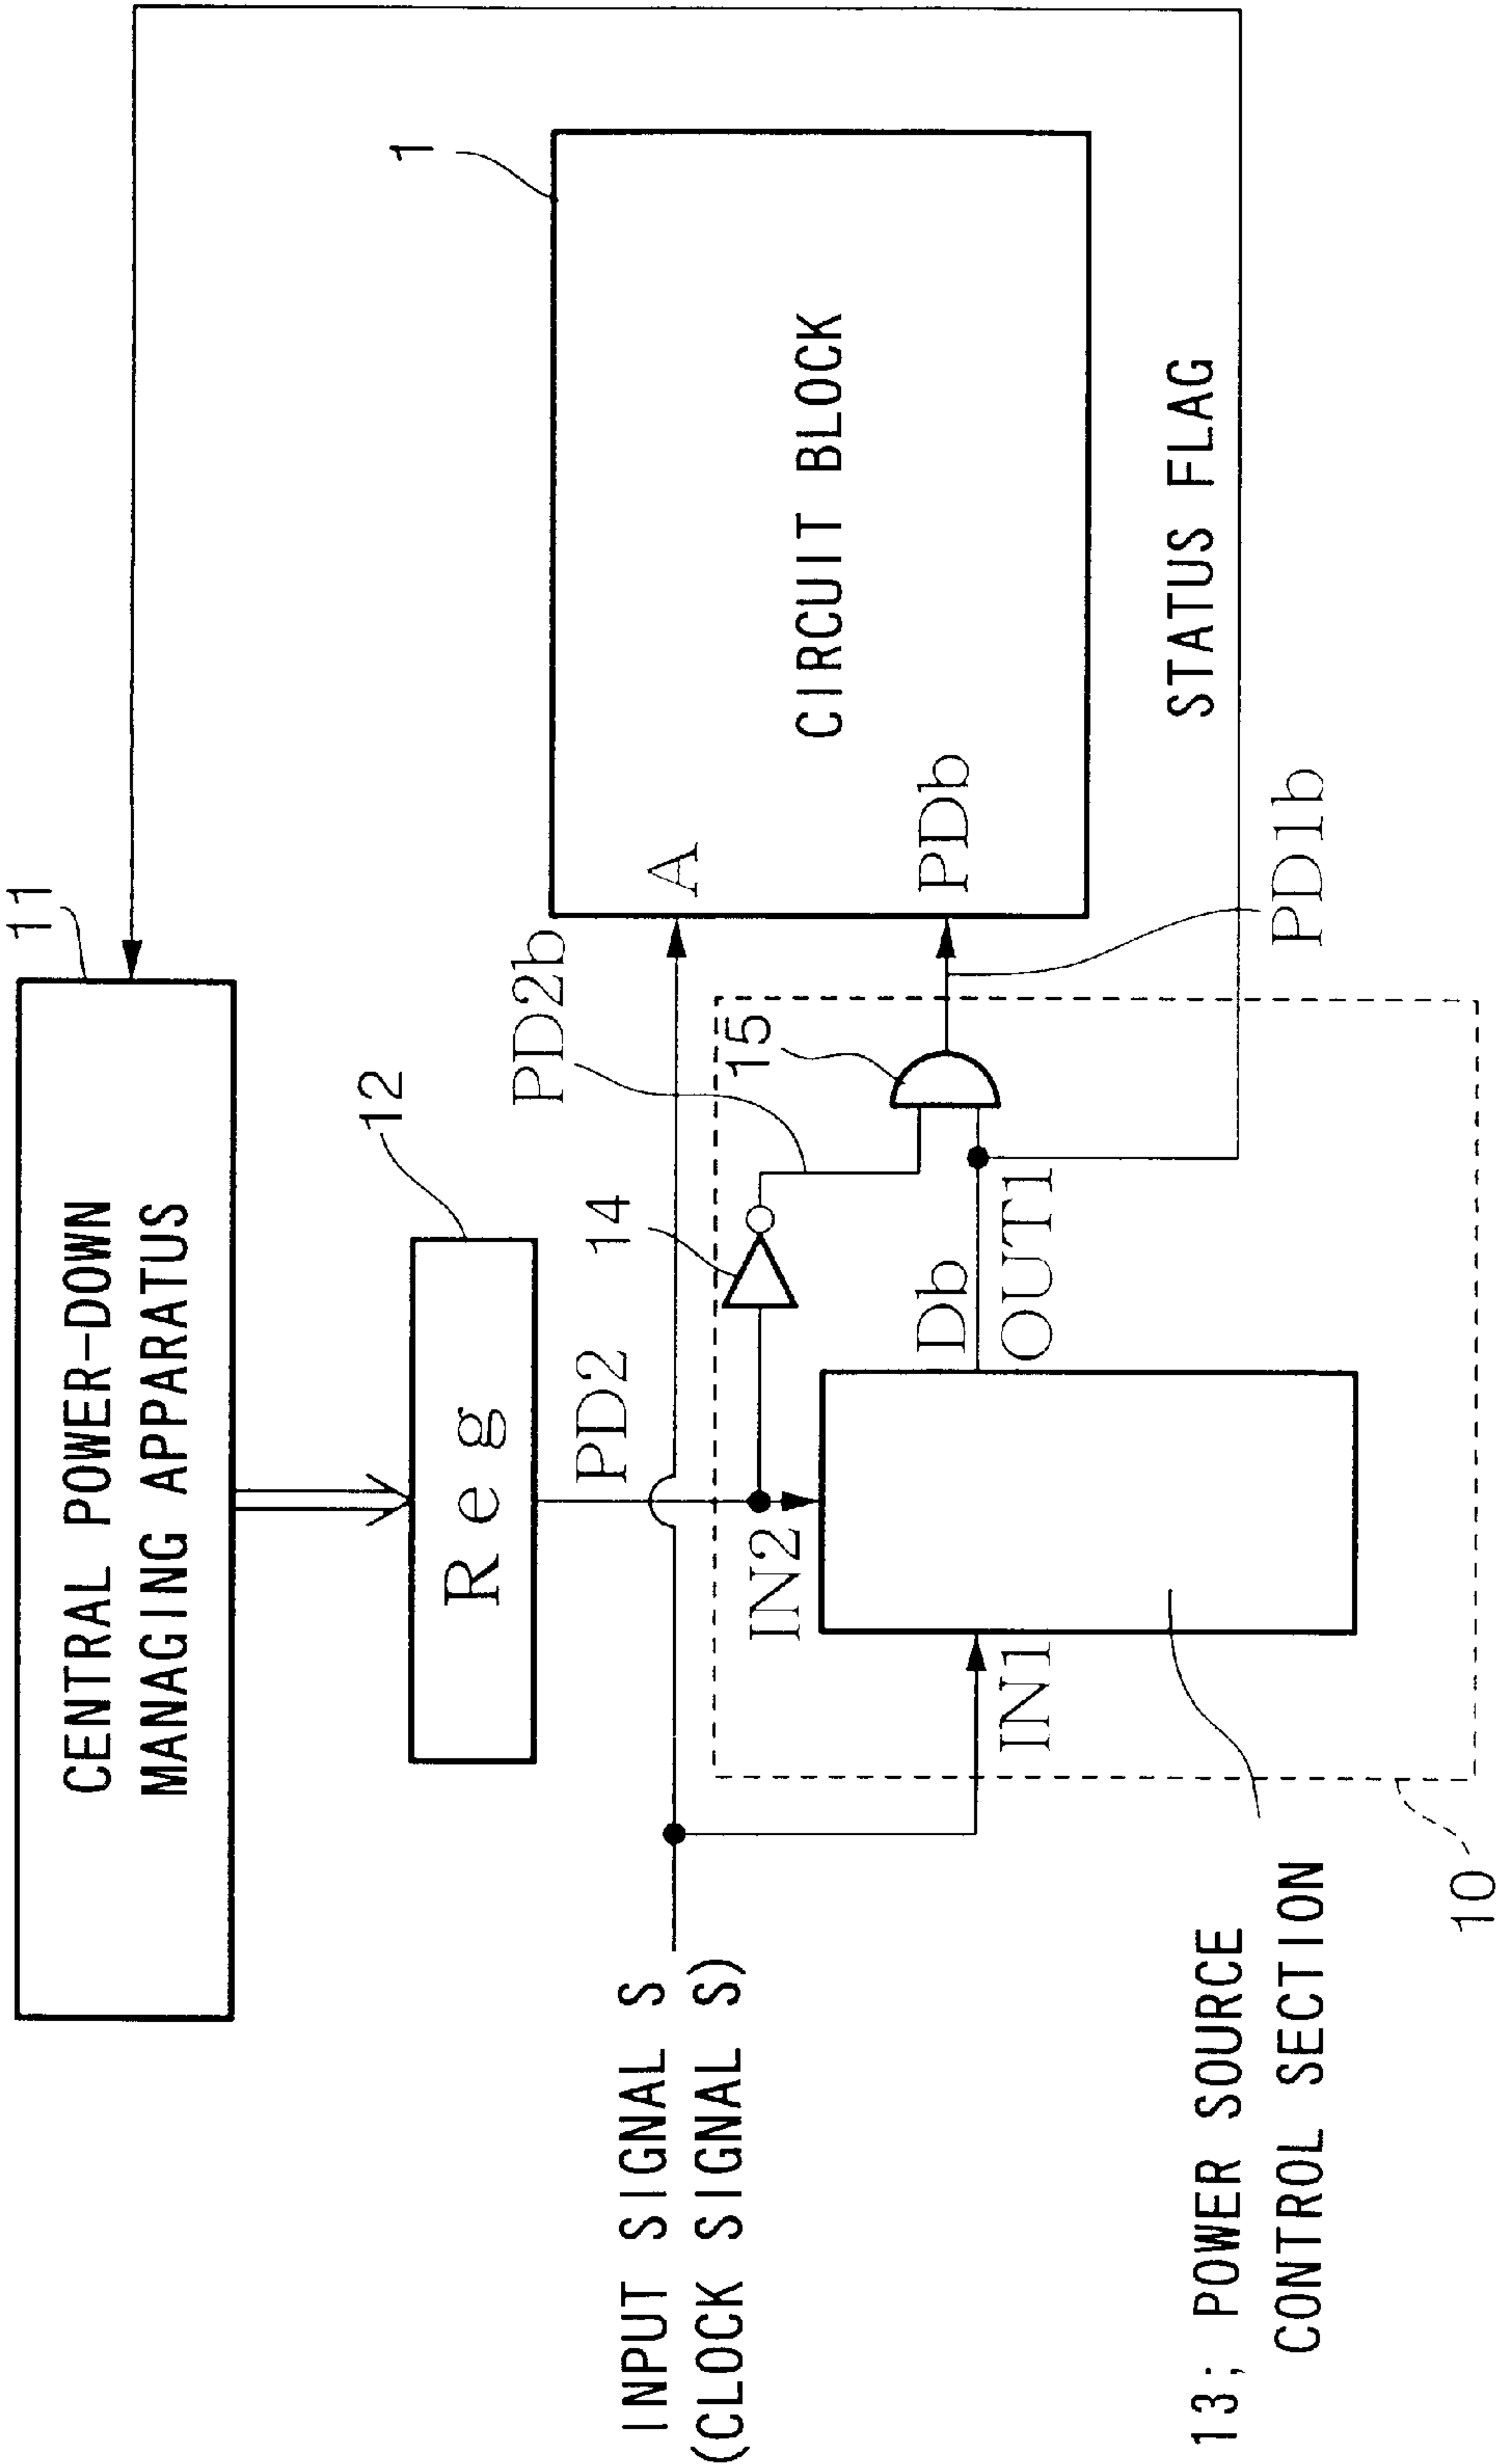 CENTRAL POWER-DOWN
MANAGING APPARATUS
11
12
Reg
PD2
PD2b
1
INPUT SIGNAL S
(CLOCK SIGNAL S)
A
CIRCUIT BLOCK
14
15
IN2
Db
PDb
IN1
OUT1
STATUS FLAG
PD1b
13; POWER SOURCE
CONTROL SECTION
10